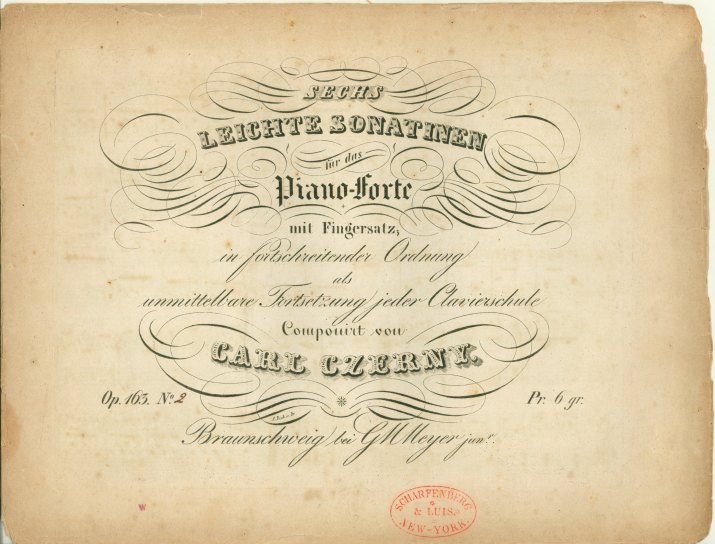 SECHS
LEICHTE SONATINEN
für das
Piano-Forte
mit Fingersatz,
in fortschreitender Ordnung
als
unmittelbare Fortsetzung jeder Clavierschule
Componirt von
CARL CZERNY.
Op. 163. No. 2
Pr. 6 gr.
Braunschweig bei G M Meyer junr.
SCHARFENBERG
& LUIS.
NEW-YORK.
W